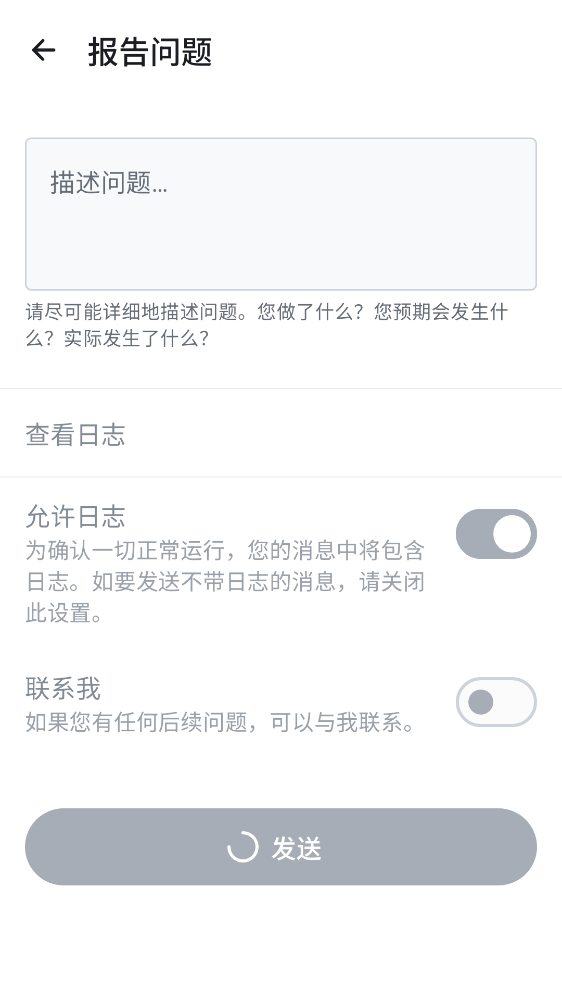 报告问题
描述问题...
请尽可能详细地描述问题。您做了什么？您预期会发生什
么？实际发生了什么？
查看日志
允许日志
为确认一切正常运行，您的消息中将包含
日志。如要发送不带日志的消息，请关闭
此设置。
联系我
如果您有任何后续问题，可以与我联系。
发送